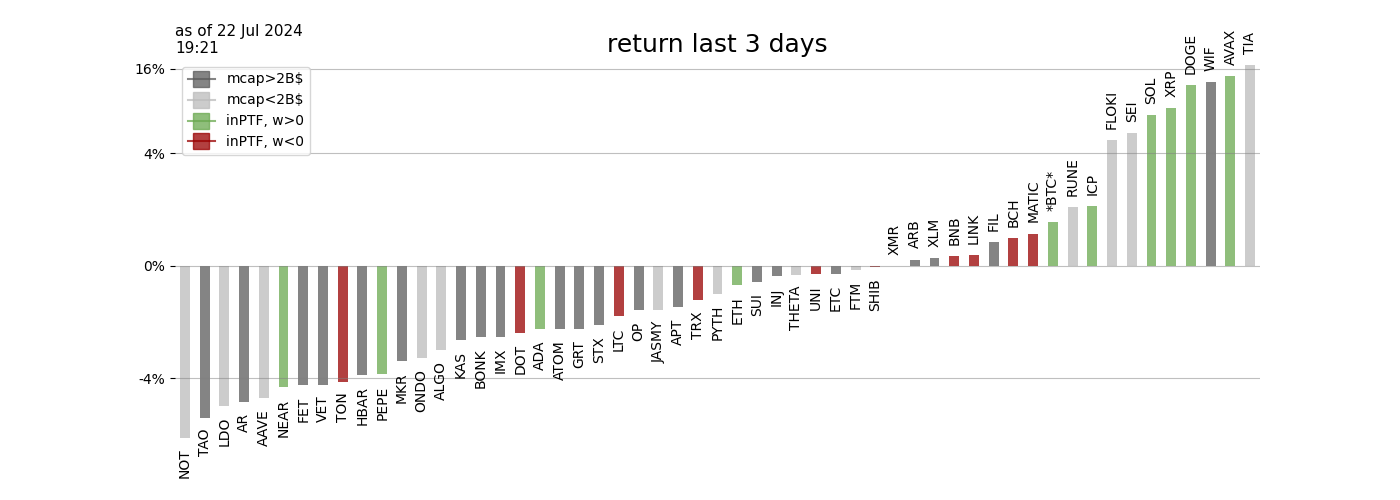 as of 22 Jul 2024
19:21
return last 3 days
16%
4%
0%
-4%
mcap>2B$
mcap<2B$
inPTF, w>0
inPTF, w<0
NOT
TAO
LDO
AR
AAVE
NEAR
FET
VET
TON
HBAR
PEPE
MKR
ONDO
ALGO
KAS
BONK
IMX
DOT
ADA
ATOM
GRT
STX
LTC
OP
JASMY
APT
TRX
PYTH
ETH
SUI
INJ
THETA
UNI
ETC
FTM
SHIB
XMR
ARB
XLM
BNB
LINK
FIL
BCH
MATIC
*BTC*
RUNE
ICP
FLOKI
SEI
SOL
XRP
DOGE
WIF
AVAX
TIA